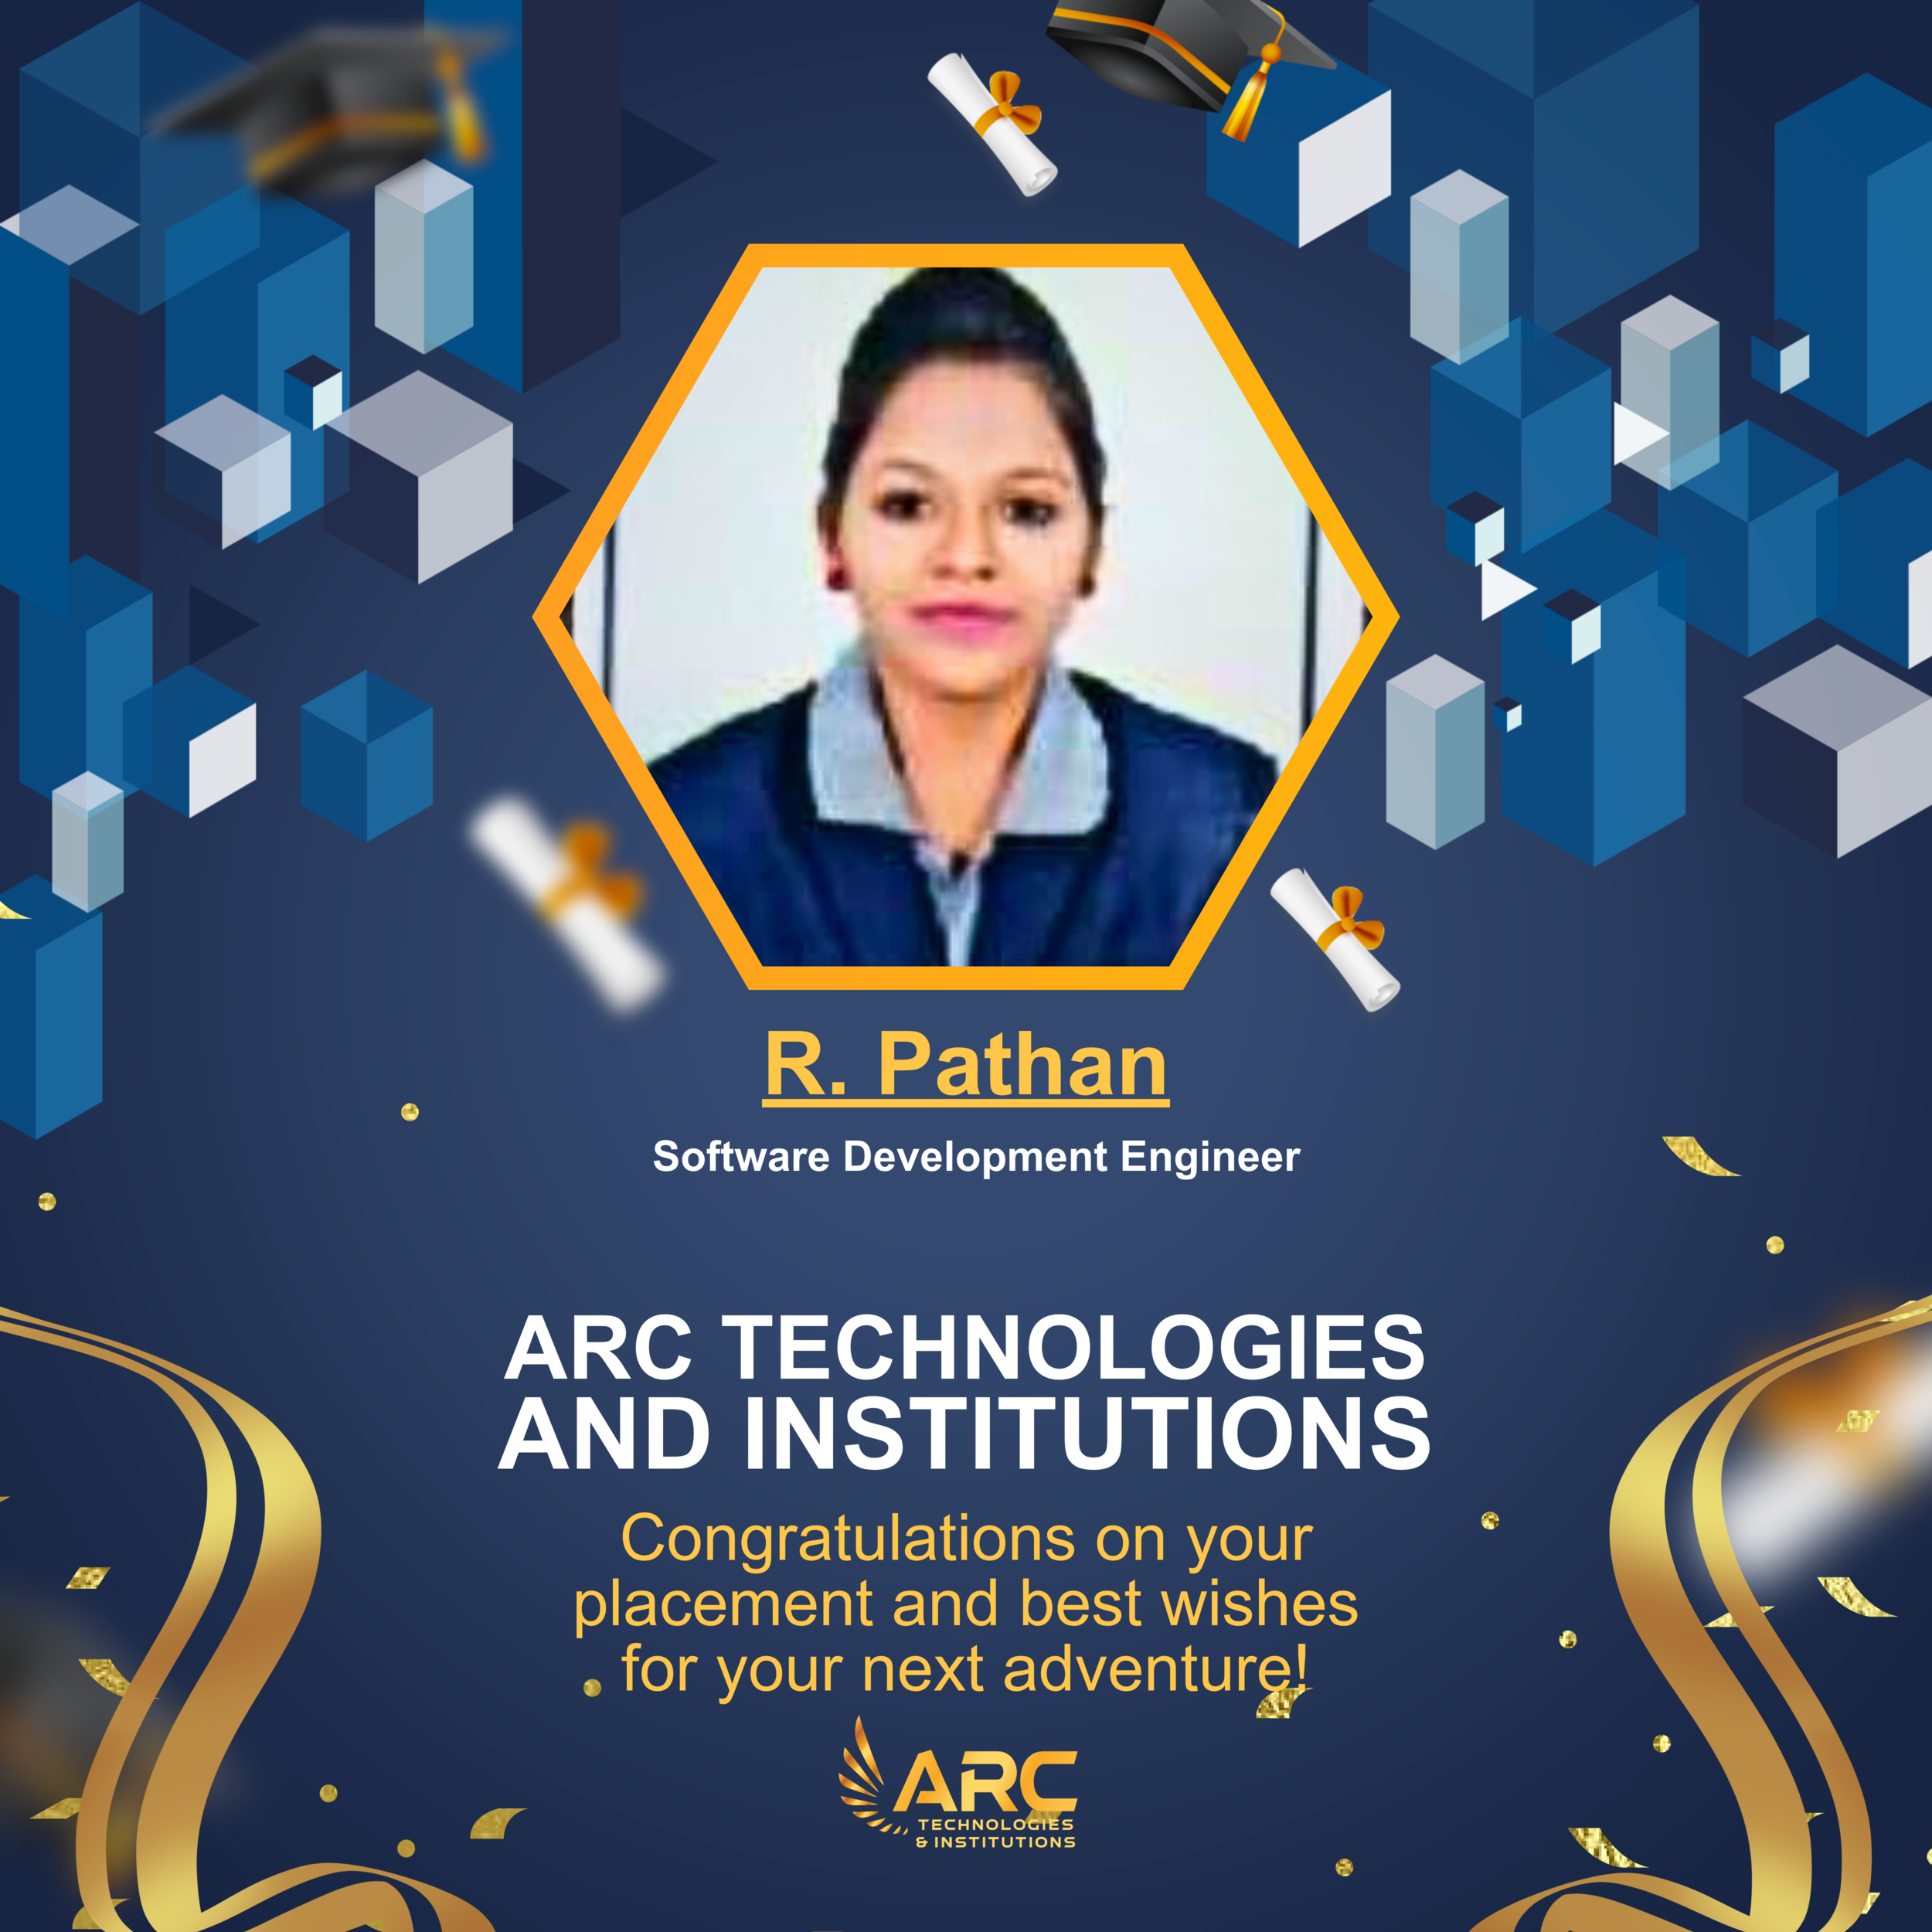 R. Pathan
Software Development Engineer
ARC TECHNOLOGIES
AND INSTITUTIONS
Congratulations on your
placement and best wishes
for your next adventure!
ARC
TECHNOLOGIES
& INSTITUTIONS